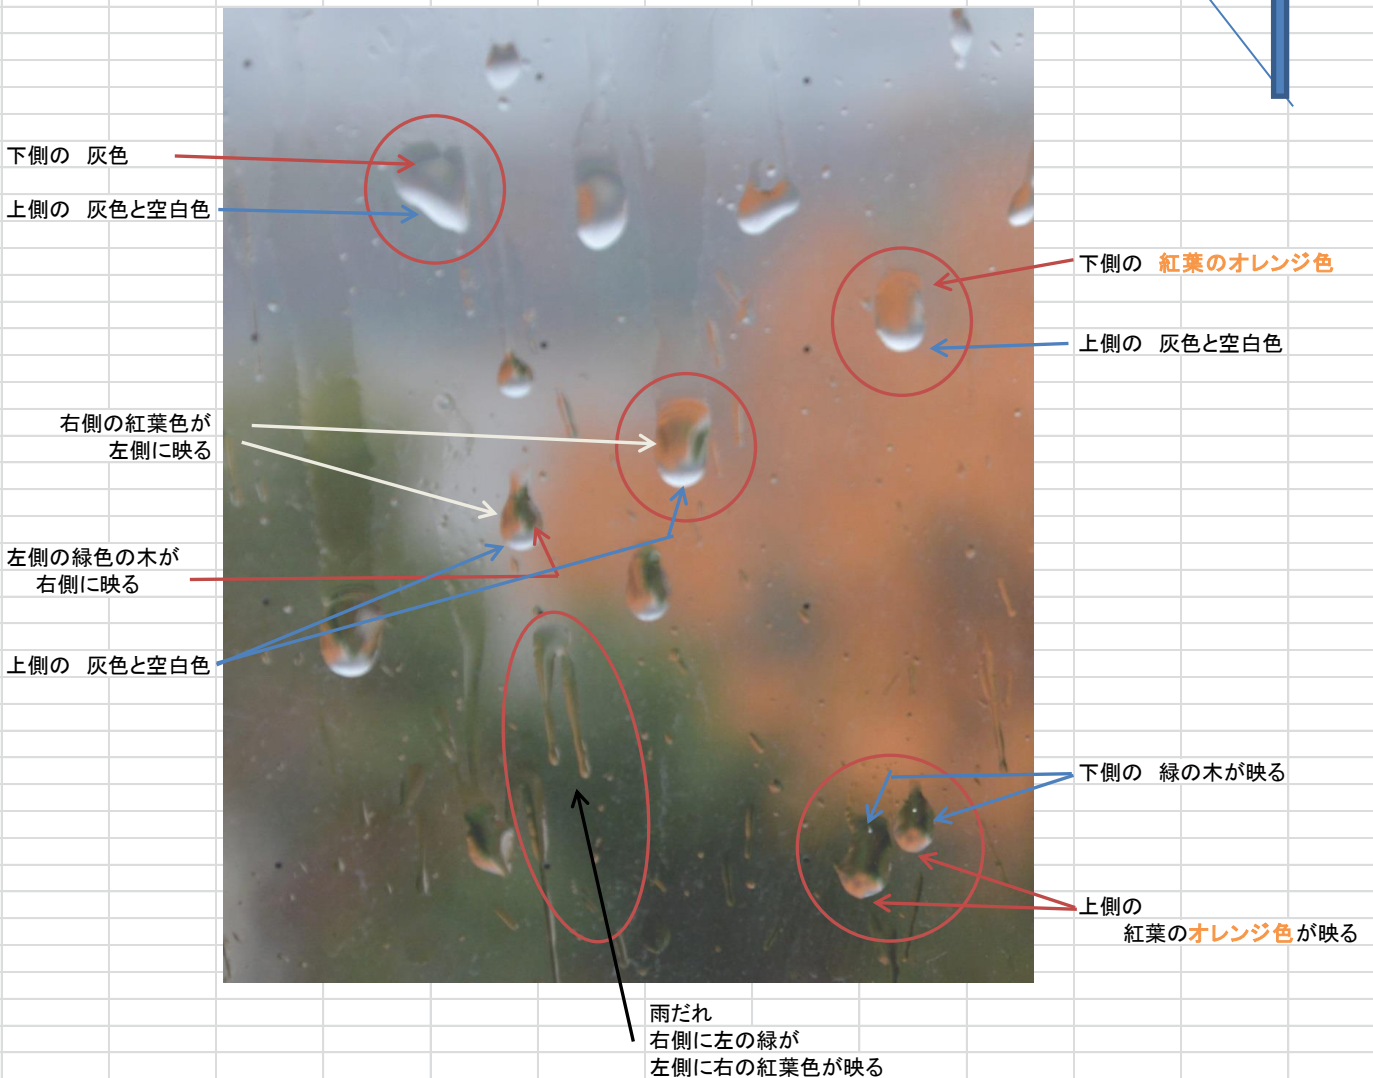 下側の　灰色
上側の　灰色と空白色
下側の　紅葉のオレンジ色
上側の　灰色と空白色
右側の紅葉色が
左側に映る
左側の緑色の木が
右側に映る
上側の　灰色と空白色
下側の　緑の木が映る
上側の
紅葉のオレンジ色が映る
雨だれ
右側に左の緑が
左側に右の紅葉色が映る